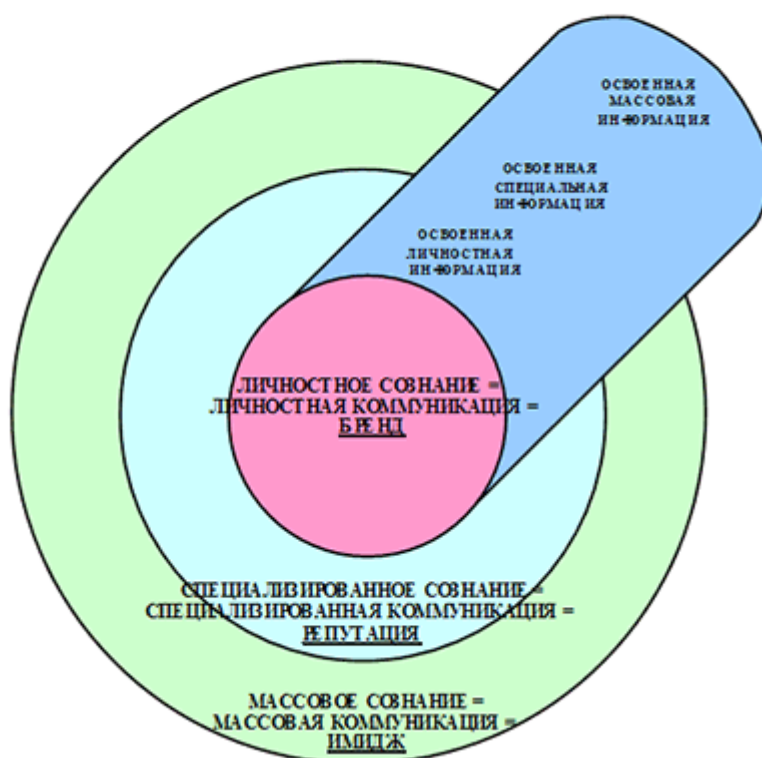 ОСВОЕННАЯ
МАССОВАЯ
ИНФОРМАЦИЯ
ОСВОЕННАЯ
СПЕЦИАЛЬНАЯ
ИНФОРМАЦИЯ
ОСВОЕННАЯ
ЛИЧНОСТНАЯ
ИНФОРМАЦИЯ
ЛИЧНОСТНОЕ СОЗНАНИЕ =
ЛИЧНОСТНАЯ КОММУНИКАЦИЯ =
БРЕНД
СПЕЦИАЛИЗИРОВАННОЕ СОЗНАНИЕ =
СПЕЦИАЛИЗИРОВАННАЯ КОММУНИКАЦИЯ =
РЕПУТАЦИЯ
МАССОВОЕ СОЗНАНИЕ =
МАССОВАЯ КОММУНИКАЦИЯ =
ИМИДЖ